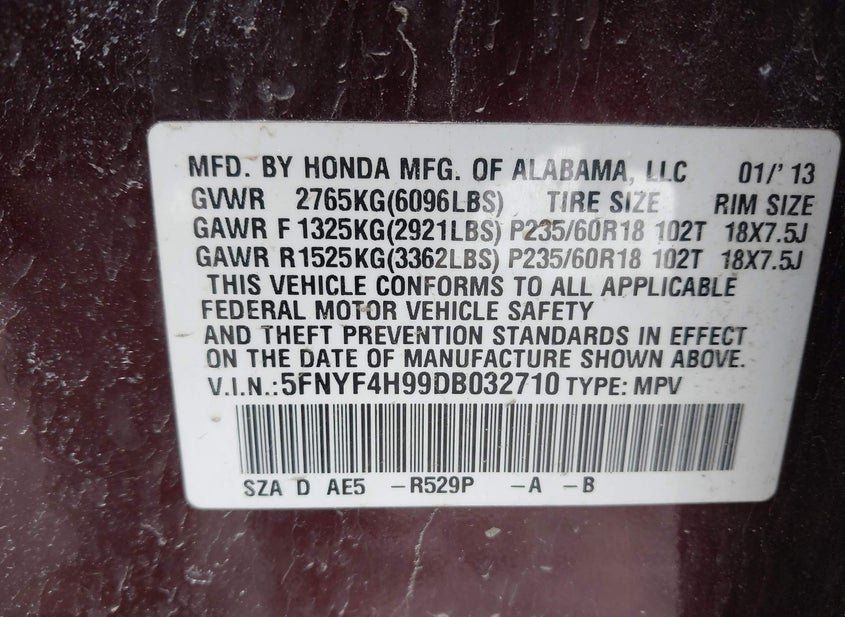 MFD. BY HONDA MFG. OF ALABAMA, LLC 01/'13
GVWR 2765KG(6096LBS) TIRE SIZE RIM SIZE
GAWR F 1325KG(2921LBS) P235/60R18 102T 18X7.5J
GAWR R1525KG(3362LBS) P235/60R18 102T 18X7.5J
THIS VEHICLE CONFORMS TO ALL APPLICABLE
FEDERAL MOTOR VEHICLE SAFETY
AND THEFT PREVENTION STANDARDS IN EFFECT
ON THE DATE OF MANUFACTURE SHOWN ABOVE.
V.I.N.:5FNYF4H99DB032710 TYPE: MPV
SZA D AE5 –R529P –A –B